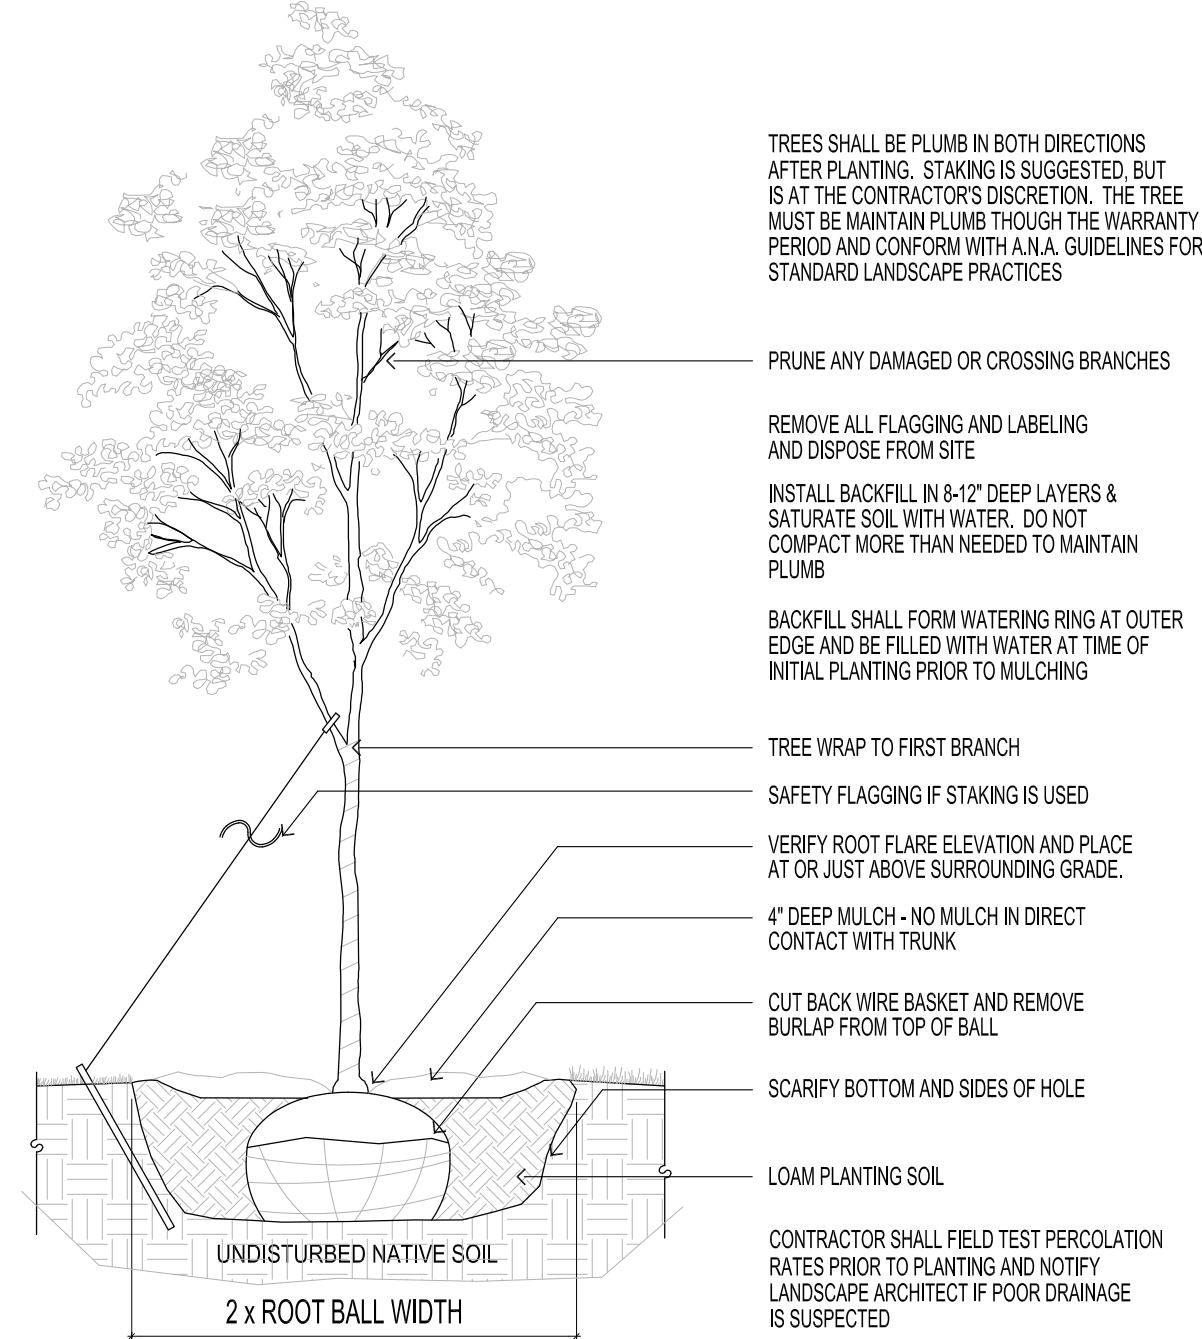 TREES SHALL BE PLUMB IN BOTH DIRECTIONS
AFTER PLANTING. STAKING IS SUGGESTED, BUT
IS AT THE CONTRACTOR'S DISCRETION. THE TREE
MUST BE MAINTAIN PLUMB THOUGH THE WARRANTY
PERIOD AND CONFORM WITH A.N.A. GUIDELINES FOR
STANDARD LANDSCAPE PRACTICES
PRUNE ANY DAMAGED OR CROSSING BRANCHES
REMOVE ALL FLAGGING AND LABELING
AND DISPOSE FROM SITE
INSTALL BACKFILL IN 8-12" DEEP LAYERS &
SATURATE SOIL WITH WATER. DO NOT
COMPACT MORE THAN NEEDED TO MAINTAIN
PLUMB
BACKFILL SHALL FORM WATERING RING AT OUTER
EDGE AND BE FILLED WITH WATER AT TIME OF
INITIAL PLANTING PRIOR TO MULCHING
TREE WRAP TO FIRST BRANCH
SAFETY FLAGGING IF STAKING IS USED
VERIFY ROOT FLARE ELEVATION AND PLACE
AT OR JUST ABOVE SURROUNDING GRADE.
4" DEEP MULCH - NO MULCH IN DIRECT
CONTACT WITH TRUNK
CUT BACK WIRE BASKET AND REMOVE
BURLAP FROM TOP OF BALL
SCARIFY BOTTOM AND SIDES OF HOLE
LOAM PLANTING SOIL
CONTRACTOR SHALL FIELD TEST PERCOLATION
RATES PRIOR TO PLANTING AND NOTIFY
LANDSCAPE ARCHITECT IF POOR DRAINAGE
IS SUSPECTED
UNDISTURBED NATIVE SOIL
2 x ROOT BALL WIDTH